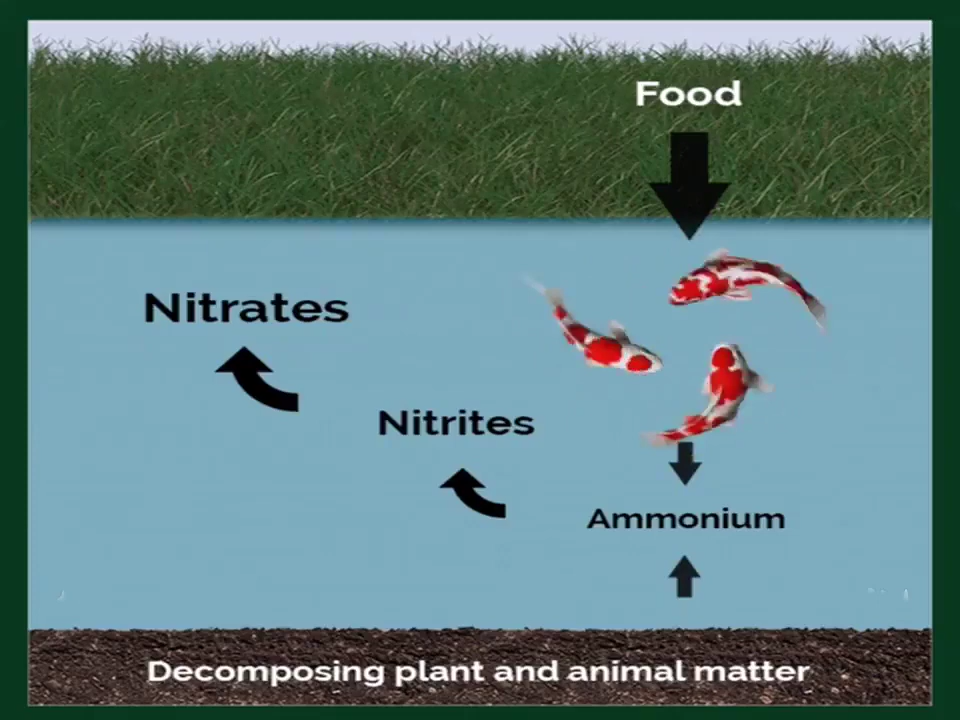 Food
Nitrates
Nitrites
Ammonium
Decomposing plant and animal matter